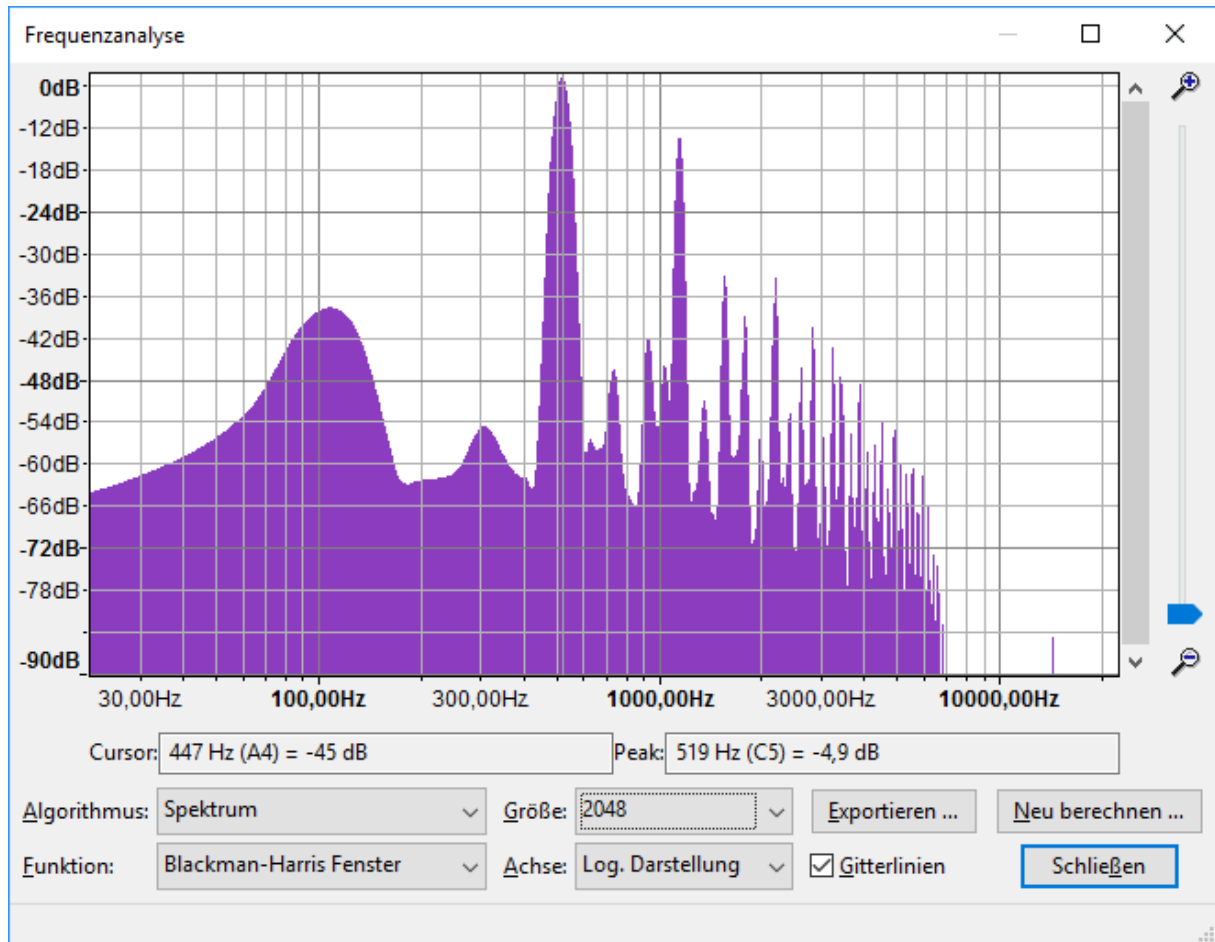 Frequenzanalyse
0dB
-12dB
-18dB
-24dB
-30dB
-36dB
-42dB
-48dB
-54dB
-60dB
-66dB
-72dB
-78dB
-90dB
30,00Hz 100,00Hz 300,00Hz 1000,00Hz 3000,00Hz 10000,00Hz
Cursor: 447 Hz (A4) = -45 dB Peak: 519 Hz (C5) = -4,9 dB
Algorithmus: Spektrum Größe: 2048 Exportieren ... Neu berechnen ...
Funktion: Blackman-Harris Fenster Achse: Log. Darstellung Gitterlinien Schließen